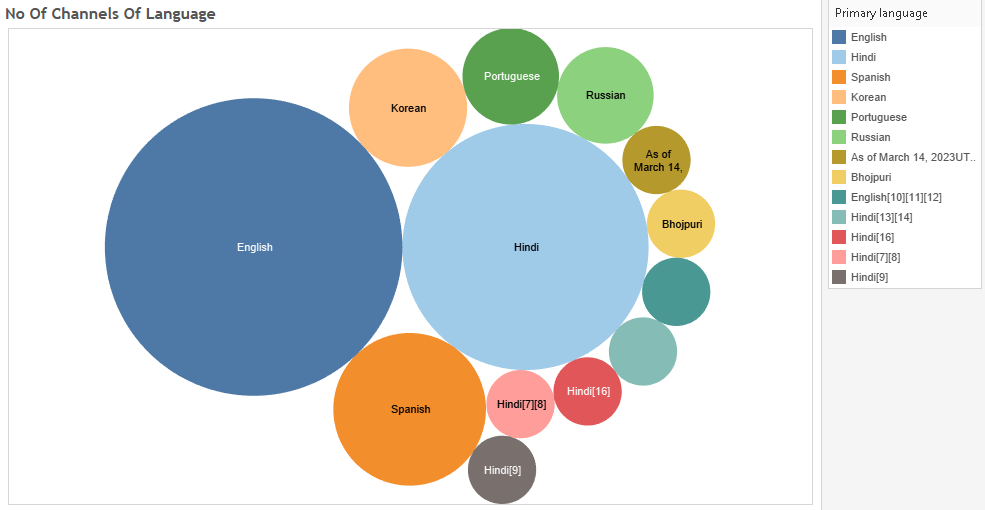 No Of Channels Of Language
Korean
Portuguese
Russian
As of
March 14,
Bhojpuri
English
Hindi
Spanish
Hindi[7][8]
Hindi[16]
Hindi[9]
Primary language
English
Hindi
Spanish
Korean
Portuguese
Russian
As of March 14, 2023UT..
Bhojpuri
English[10][11][12]
Hindi[13][14]
Hindi[16]
Hindi[7][8]
Hindi[9]